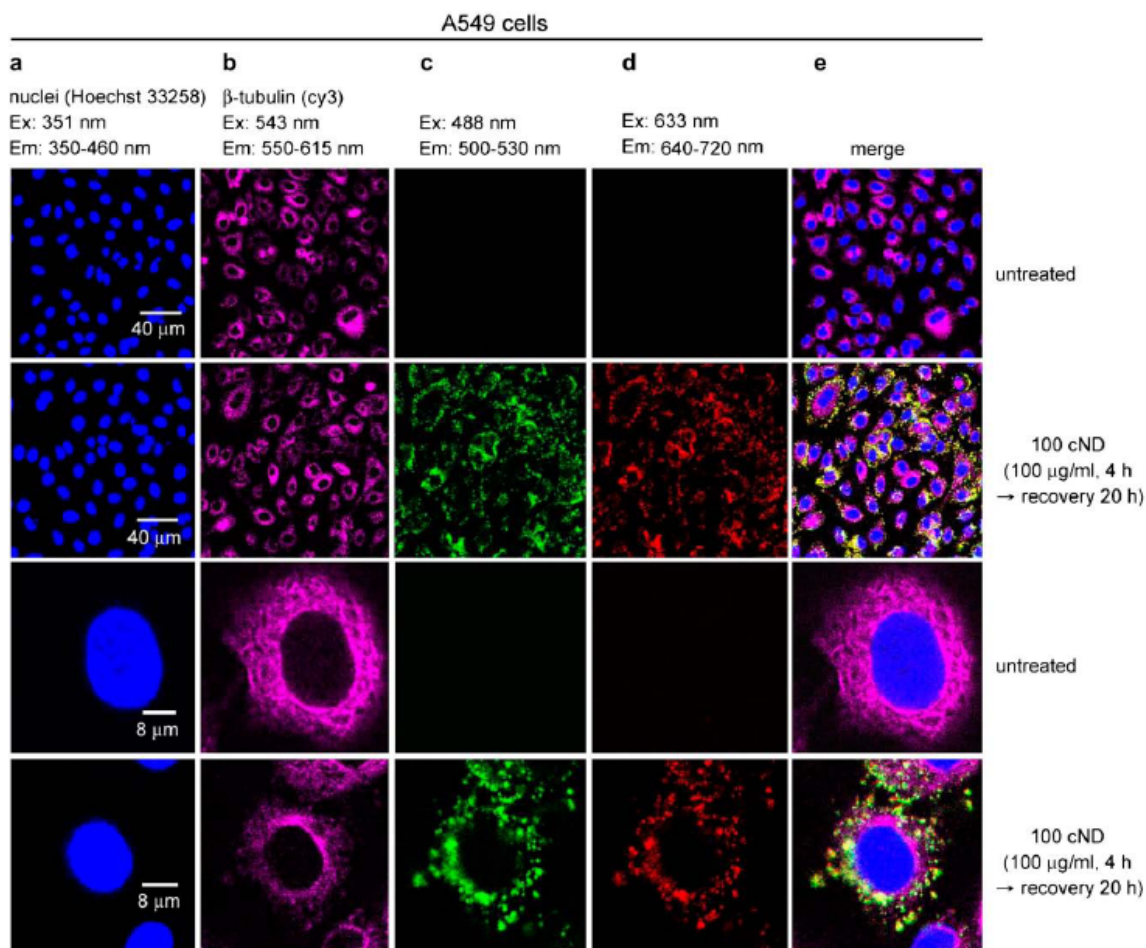 A549 cells
a b c d e
nuclei (Hoechst 33258)
Ex: 351 nm
Em: 350-460 nm
β-tubulin (cy3)
Ex: 543 nm
Em: 550-615 nm
Ex: 488 nm
Em: 500-530 nm
Ex: 633 nm
Em: 640-720 nm
merge
40 μm
untreated
40 μm
100 cND
(100 μg/ml, 4 h
→ recovery 20 h)
8 μm
untreated
8 μm
100 cND
(100 μg/ml, 4 h
→ recovery 20 h)